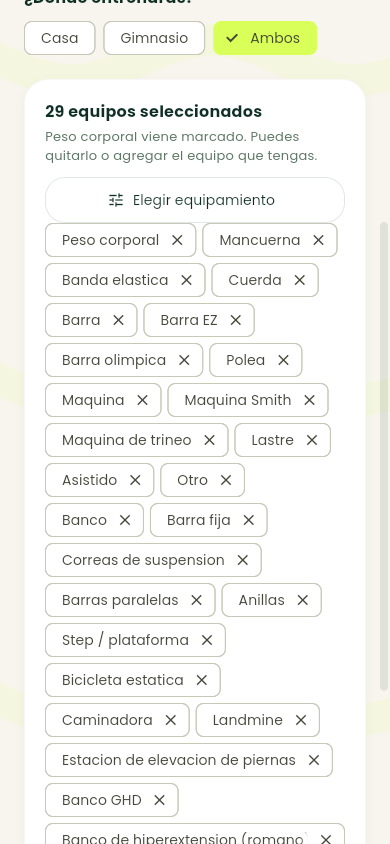 ¿Dónde entrenarás?
Casa Gimnasio Ambos
29 equipos seleccionados
Peso corporal viene marcado. Puedes
quitarlo o agregar el equipo que tengas.
Elegir equipamiento
Peso corporal Mancuerna
Banda elastica Cuerda
Barra Barra EZ
Barra olimpica Polea
Maquina Maquina Smith
Maquina de trineo Lastre
Asistido Otro
Banco Barra fija
Correas de suspension
Barras paralelas Anillas
Step / plataforma
Bicicleta estatica
Caminadora Landmine
Estacion de elevacion de piernas
Banco GHD
Banco de hiperextension (romano